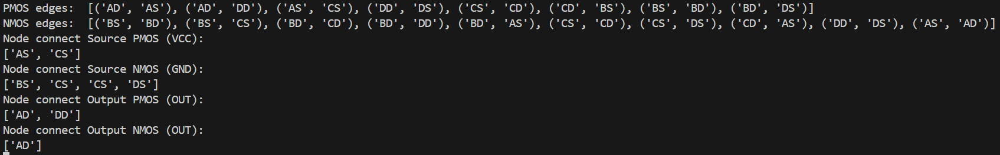 PMOS edges:  [('AD', 'AS'), ('AD', 'DD'), ('AS', 'CS'), ('DD', 'DS'), ('CS', 'CD'), ('CD', 'BS'), ('BS', 'BD'), ('BD', 'DS')]
NMOS edges:  [('BS', 'BD'), ('BS', 'CS'), ('BD', 'CD'), ('BD', 'DD'), ('BD', 'AS'), ('CS', 'CD'), ('CS', 'DS'), ('CD', 'AS'), ('DD', 'DS'), ('AS', 'AD')]
Node connect Source PMOS (VCC):
['AS', 'CS']
Node connect Source NMOS (GND):
['BS', 'CS', 'CS', 'DS']
Node connect Output PMOS (OUT):
['AD', 'DD']
Node connect Output NMOS (OUT):
['AD']